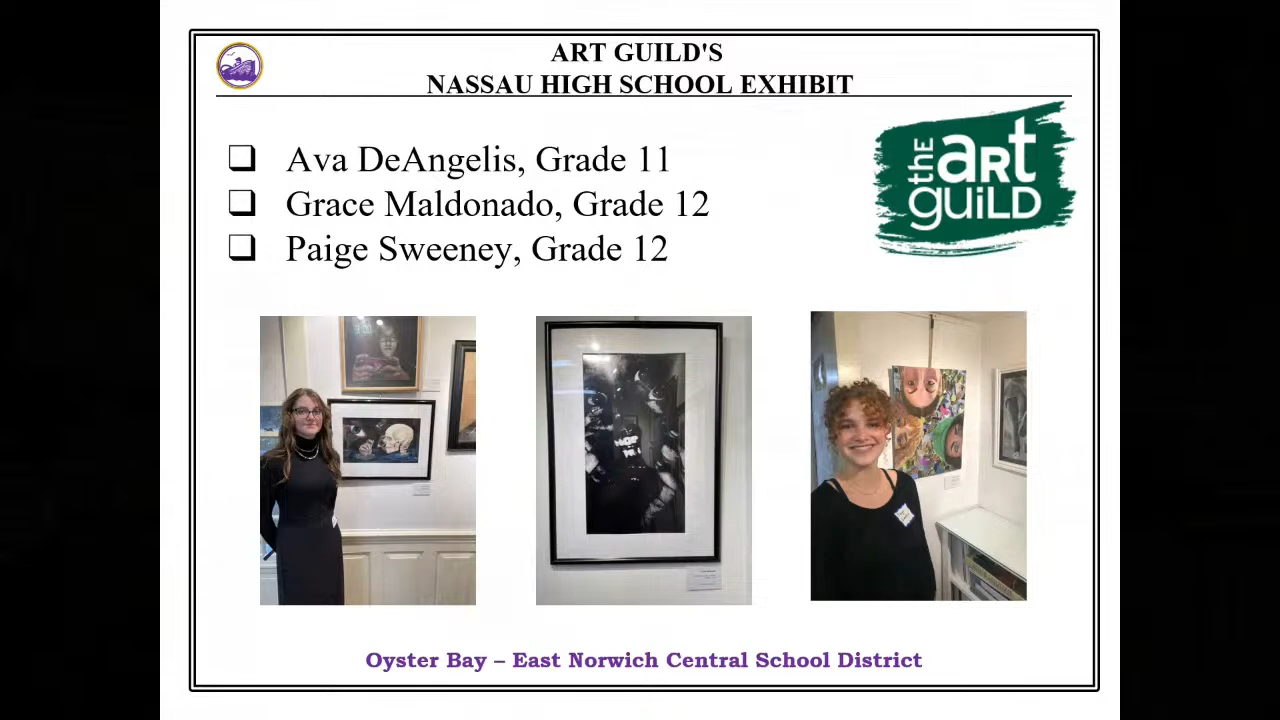 ART GUILD'S
NASSAU HIGH SCHOOL EXHIBIT
❑ Ava DeAngelis, Grade 11
❑ Grace Maldonado, Grade 12
❑ Paige Sweeney, Grade 12
the ART
guiLD
Oyster Bay – East Norwich Central School District